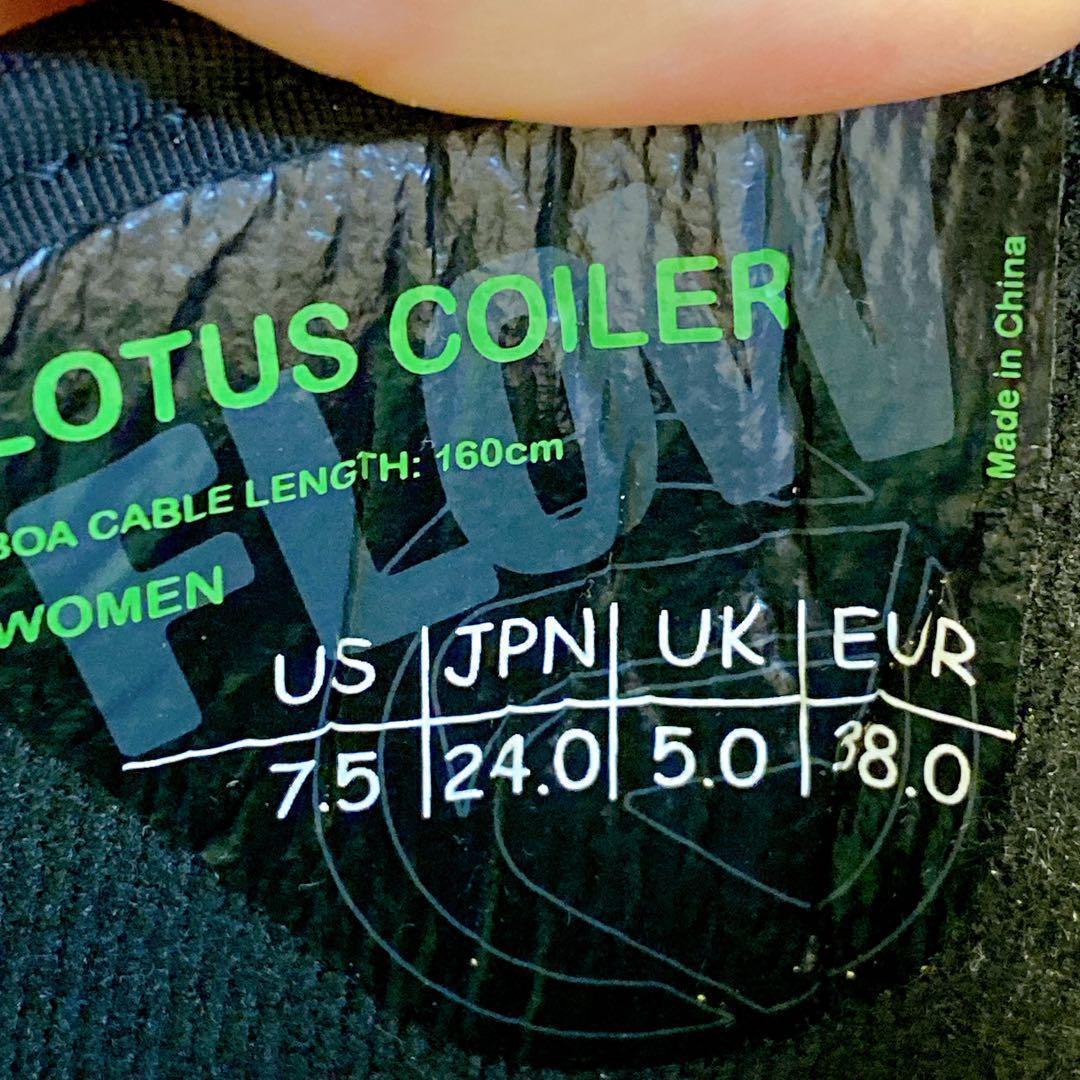 LOTUS COILER
FLOW
BOA CABLE LENGTH: 160cm
WOMEN
US JPN UK EUR
7.5 24.0 5.0 38.0
Made in China